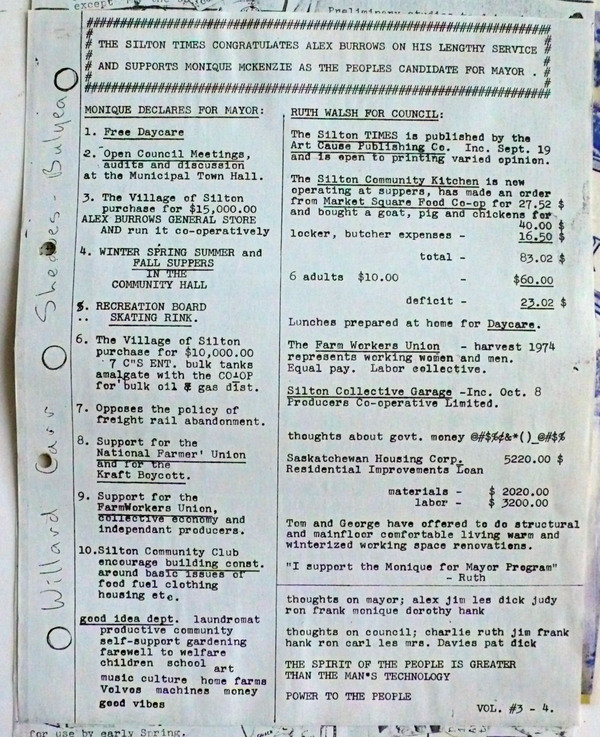 Preliminary
THE SILTON TIMES CONGRATULATES ALEX BURROWS ON HIS LENGTHY SERVICE
AND SUPPORTS MONIQUE MCKENZIE AS THE PEOPLES CANDIDATE FOR MAYOR .
MONIQUE DECLARES FOR MAYOR:
1. Free Daycare
2. Open Council Meetings,
audits and discussion
at the Municipal Town Hall.
3. The Village of Silton
purchase for $15,000.00
ALEX BURROWS GENERAL STORE
AND run it co-operatively
4. WINTER SPRING SUMMER and
FALL SUPPERS
IN THE
COMMUNITY HALL
5. RECREATION BOARD
.. SKATING RINK.
6. The Village of Silton
purchase for $10,000.00
7 C"S ENT. bulk tanks
amalgate with the CO-OP
for bulk oil & gas dist.
7. Opposes the policy of
freight rail abandonment.
8. Support for the
National Farmer' Union
and for the
Kraft Boycott.
9. Support for the
FarmWorkers Union,
collective economy and
independant producers.
10.Silton Community Club
encourage building const.
around basic issues of
food fuel clothing
housing etc.
good idea dept. laundromat
productive community
self-support gardening
farewell to welfare
children school
art
music culture home farms
Volvos machines money
good vibes
RUTH WALSH FOR COUNCIL:
The Silton TIMES is published by the
Art Cause Publishing Co. Inc. Sept. 19
and is open to printing varied opinion.
The Silton Community Kitchen is now
operating at suppers, has made an order
from Market Square Food Co-op for 27.52 $
and bought a goat, pig and chickens for
40.00 $
locker, butcher expenses - 16.50 $
total - 83.02 $
6 adults $10.00 - $60.00
deficit - 23.02 $
Lunches prepared at home for Daycare.
The Farm Workers Union - harvest 1974
represents working women and men.
Equal pay. Labor collective.
Silton Collective Garage -Inc. Oct. 8
Producers Co-operative Limited.
thoughts about govt. money @#$%¢&*()_@#$%
Saskatchewan Housing Corp. 5220.00 $
Residential Improvements Loan
materials - $ 2020.00
labor - $ 3200.00
Tom and George have offered to do structural
and mainfloor comfortable living warm and
winterized working space renovations.
"I support the Monique for Mayor Program"
- Ruth
thoughts on mayor; alex jim les dick judy
ron frank monique dorothy hank
thoughts on council; charlie ruth jim frank
hank ron carl les mrs. Davies pat dick
THE SPIRIT OF THE PEOPLE IS GREATER
THAN THE MAN*S TECHNOLOGY
POWER TO THE PEOPLE
VOL. #3 - 4.
for use by early Spring.